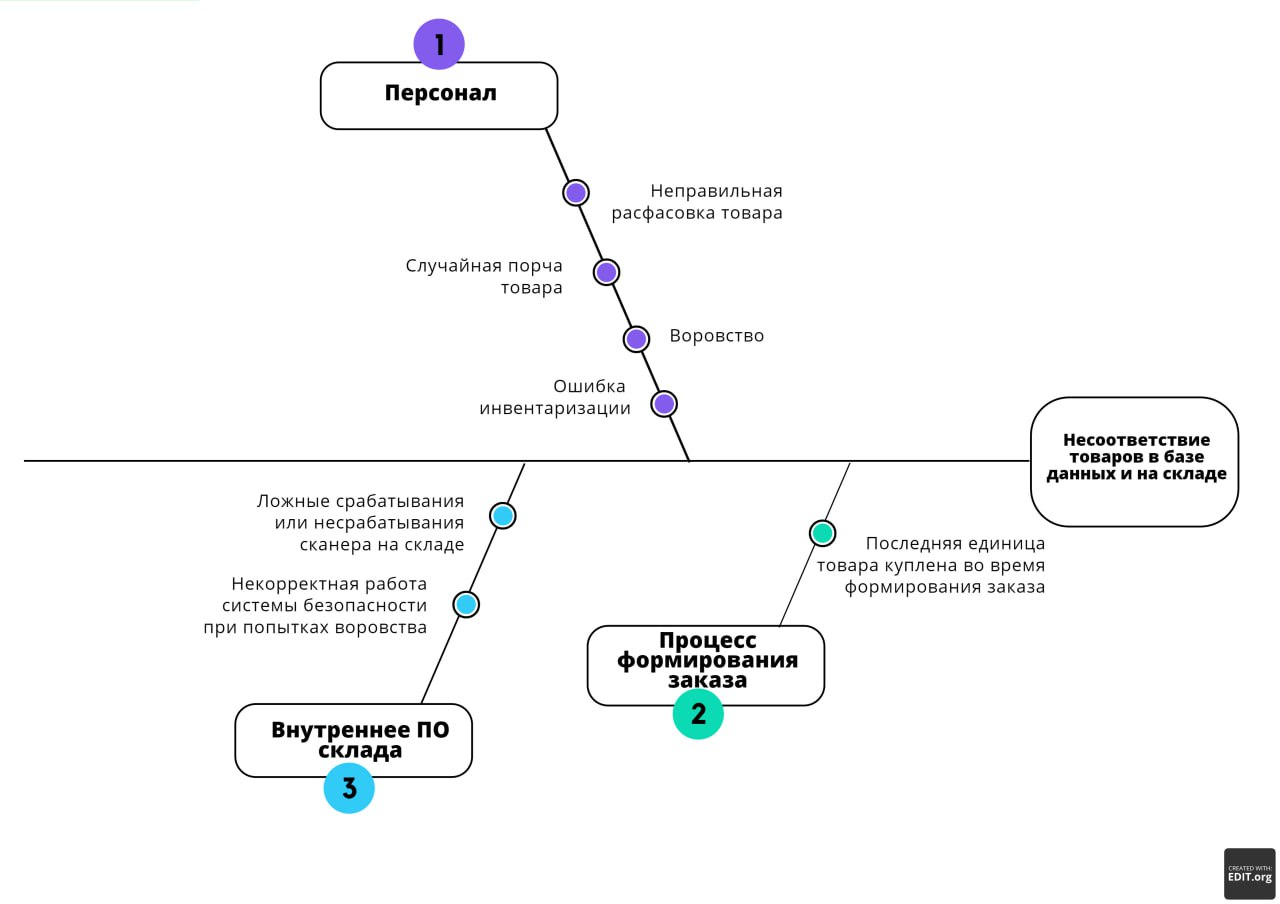 1
Персонал
Неправильная
расфасовка товара
Случайная порча
товара
Воровство
Ошибка
инвентаризации
Несоответствие
товаров в базе
данных и на складе
Ложные срабатывания
или несрабатывания
сканера на складе
Некорректная работа
системы безопасности
при попытках воровства
Последняя единица
товара куплена во время
формирования заказа
Процесс
формирования
заказа
2
Внутреннее ПО
склада
3
CREATED WITH:
EDIT.org